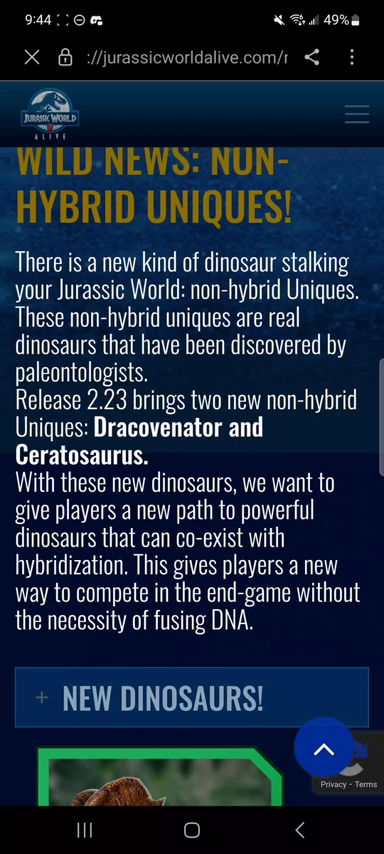 9:44
49%
://jurassicworldalive.com/r
JURASSIC WORLD
ALIVE
WILD NEWS: NON-
HYBRID UNIQUES!
There is a new kind of dinosaur stalking
your Jurassic World: non-hybrid Uniques.
These non-hybrid uniques are real
dinosaurs that have been discovered by
paleontologists.
Release 2.23 brings two new non-hybrid
Uniques: Dracovenator and
Ceratosaurus.
With these new dinosaurs, we want to
give players a new path to powerful
dinosaurs that can co-exist with
hybridization. This gives players a new
way to compete in the end-game without
the necessity of fusing DNA.
+ NEW DINOSAURS!
Privacy - Terms